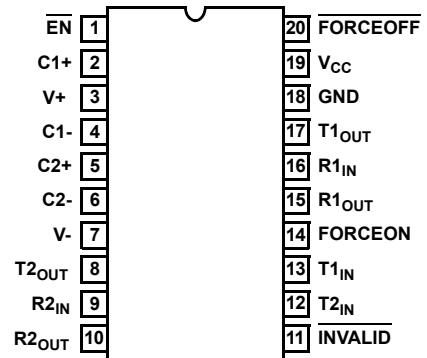 EN 1 20 FORCEOFF
C1+ 2 19 VCC
V+ 3 18 GND
C1- 4 17 T1OUT
C2+ 5 16 R1IN
C2- 6 15 R1OUT
V- 7 14 FORCEON
T2OUT 8 13 T1IN
R2IN 9 12 T2IN
R2OUT 10 11 INVALID